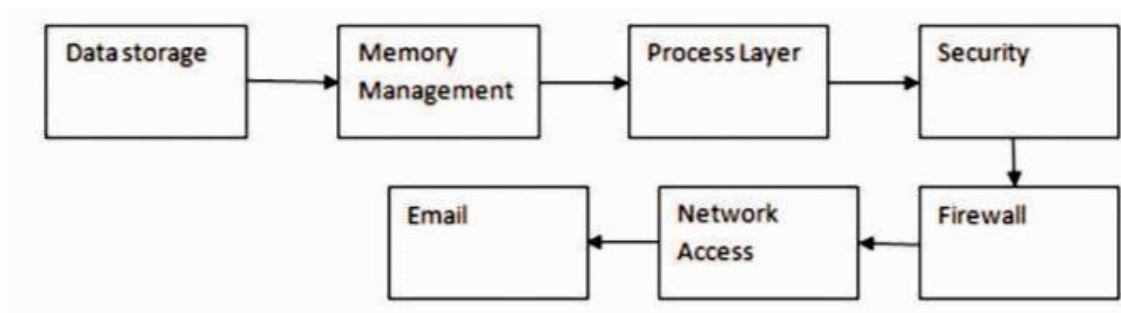 Data storage
Memory
Management
Process Layer
Security
Email
Network
Access
Firewall